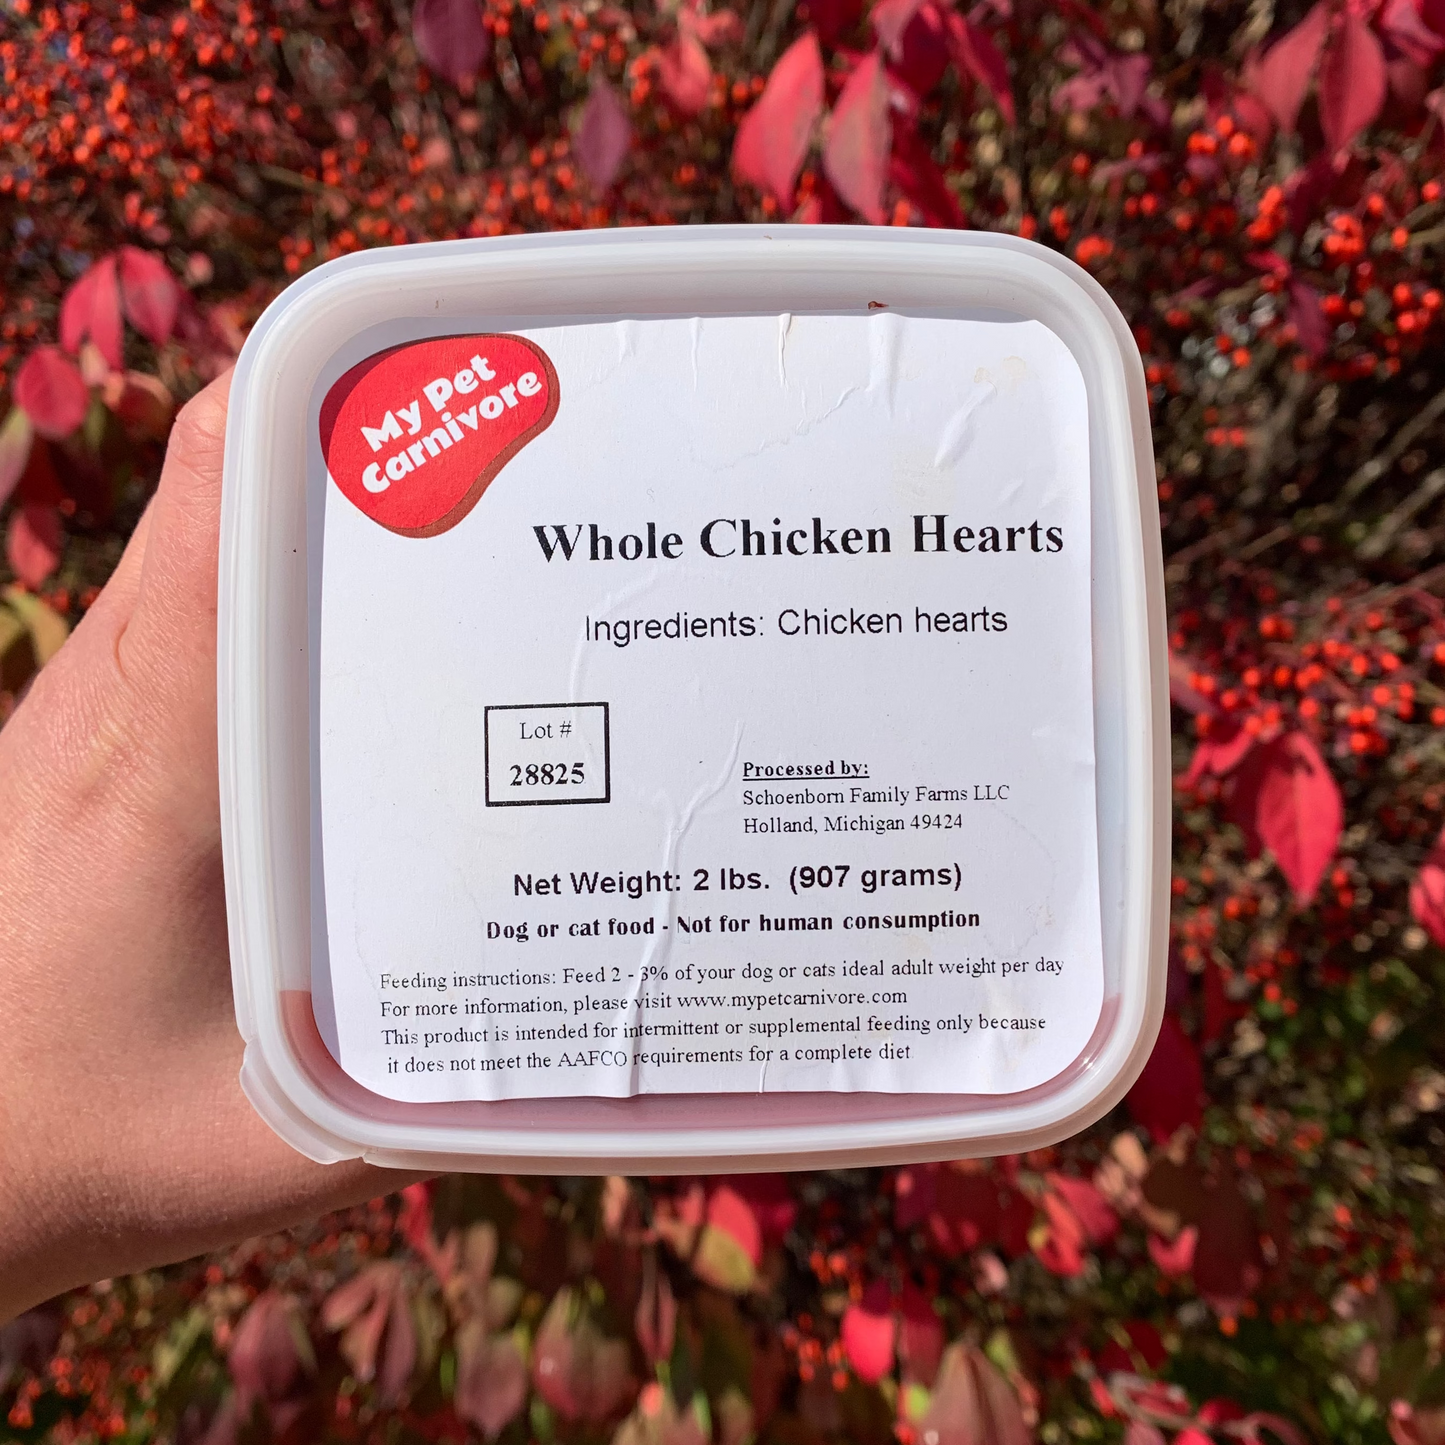 My Pet
Carnivore
Whole Chicken Hearts
Ingredients: Chicken hearts
Lot #
28825
Processed by:
Schoenborn Family Farms LLC
Holland, Michigan 49424
Net Weight: 2 lbs. (907 grams)
Dog or cat food - Not for human consumption
Feeding instructions: Feed 2 - 3% of your dog or cats ideal adult weight per day
For more information, please visit www.mypetcarnivore.com
This product is intended for intermittent or supplemental feeding only because
it does not meet the AAFCO requirements for a complete diet